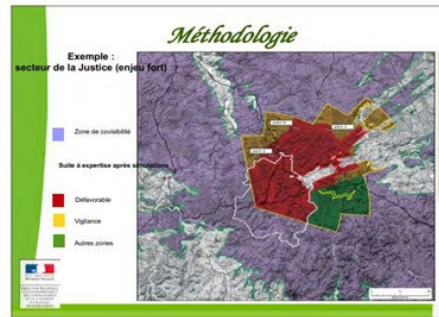 Méthodologie
Exemple :
secteur de la Justice (enjeu fort)
Zone de covisibilité
Suite à expertise après simulations
Défavorable
Vigilance
Autres zones